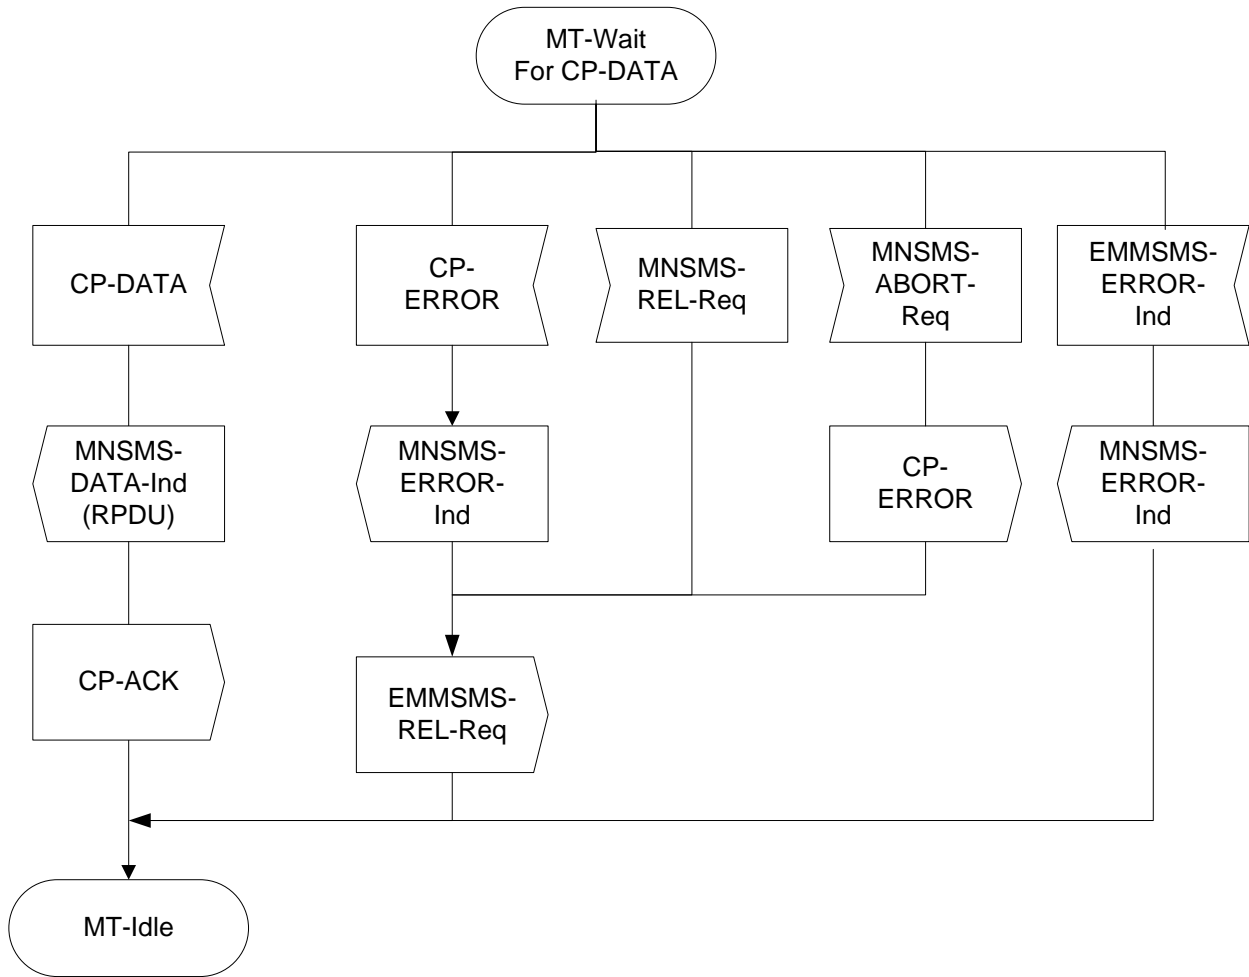 MT-Wait
For CP-DATA
CP-DATA
CP-
ERROR
MNSMS-
REL-Req
MNSMS-
ABORT-
Req
EMMSMS-
ERROR-
Ind
MNSMS-
DATA-Ind
(RPDU)
MNSMS-
ERROR-
Ind
CP-
ERROR
MNSMS-
ERROR-
Ind
CP-ACK
EMMSMS-
REL-Req
MT-Idle